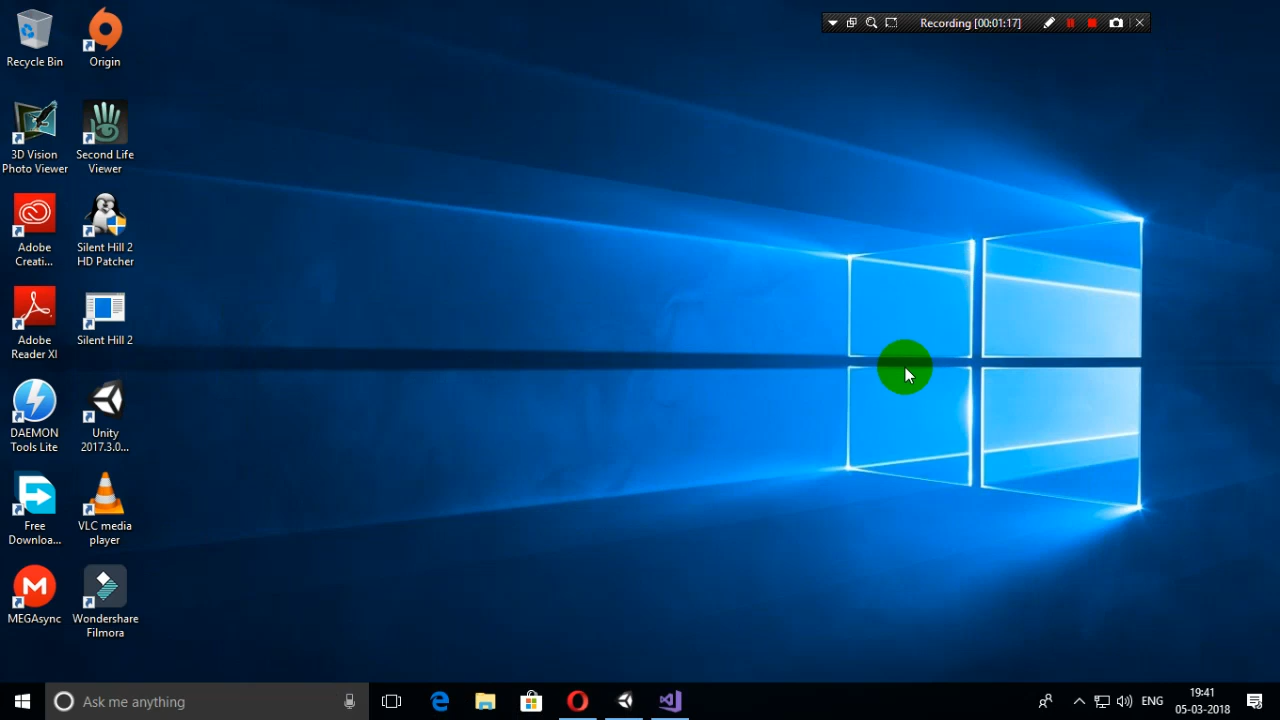 Recording [00:01:17]
Recycle Bin
Origin
3D Vision
Photo Viewer
Second Life
Viewer
Adobe
Creati...
Silent Hill 2
HD Patcher
Adobe
Reader XI
Silent Hill 2
DAEMON
Tools Lite
Unity
2017.3.0...
Free
Downloa...
VLC media
player
MEGAsync
Wondershare
Filmora
Ask me anything
ENG
19:41
05-03-2018